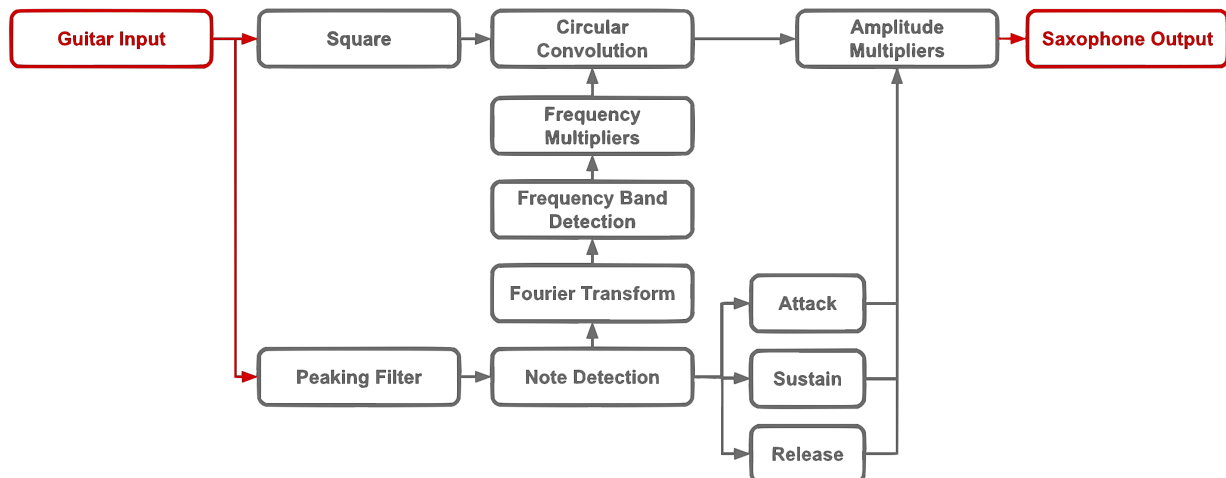 Guitar Input
Square
Circular
Convolution
Amplitude
Multipliers
Saxophone Output
Frequency
Multipliers
Frequency Band
Detection
Fourier Transform
Attack
Peaking Filter
Note Detection
Sustain
Release